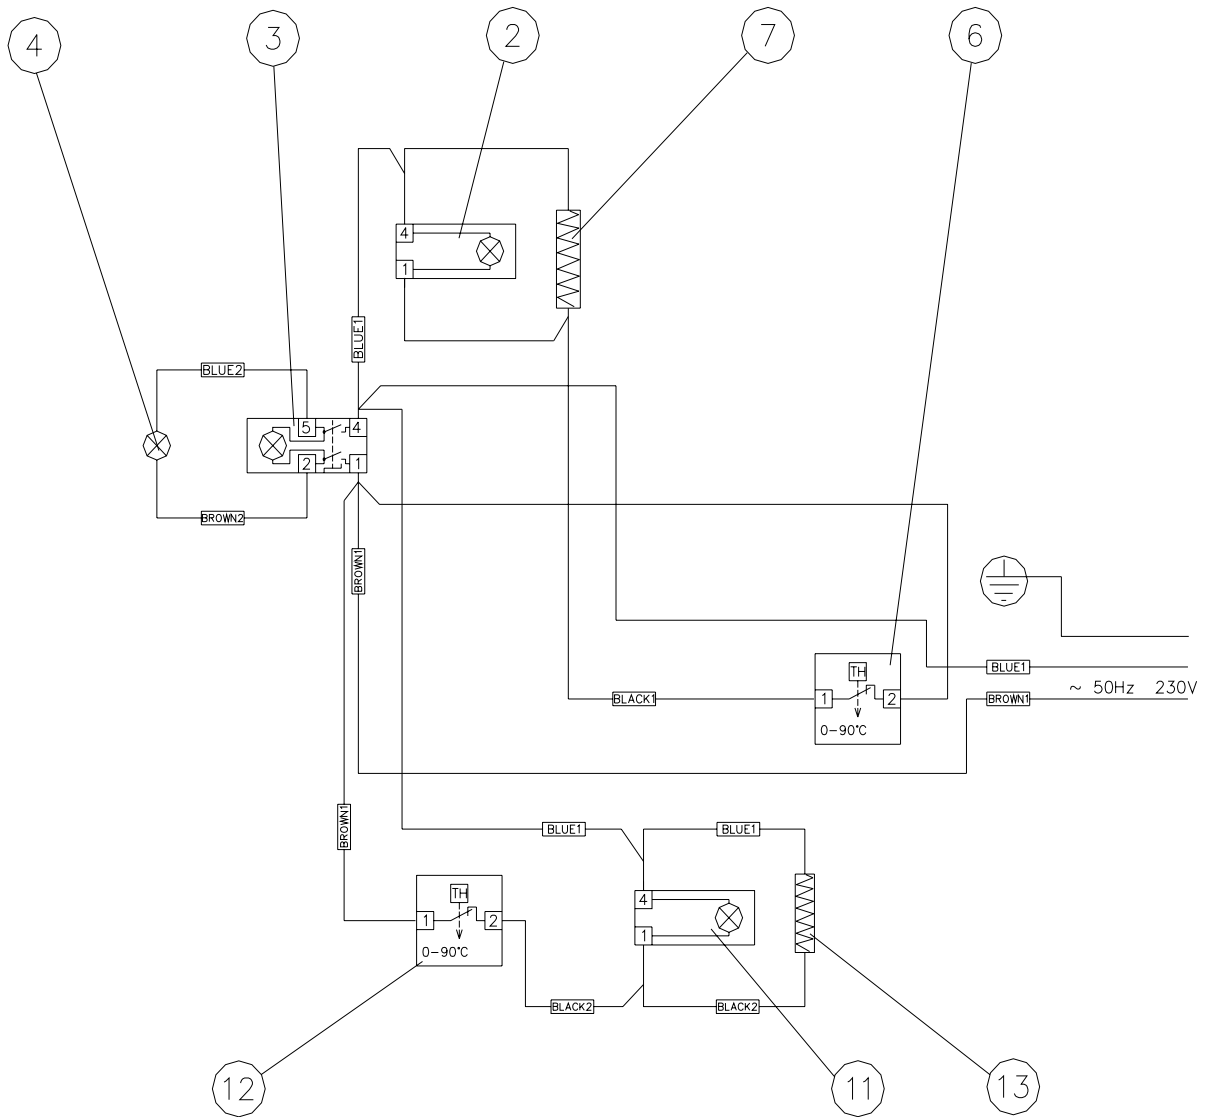 4
3
2
7
6
4
1
BLUE1
BLUE2
5
4
2
1
BROWN2
BROWN1
TH
BLUE1
~ 50Hz 230V
BLACK1
1
2
BROWN1
0-90°C
BROWN1
BLUE1
BLUE1
TH
4
1
2
1
0-90°C
BLACK2
BLACK2
12
11
13